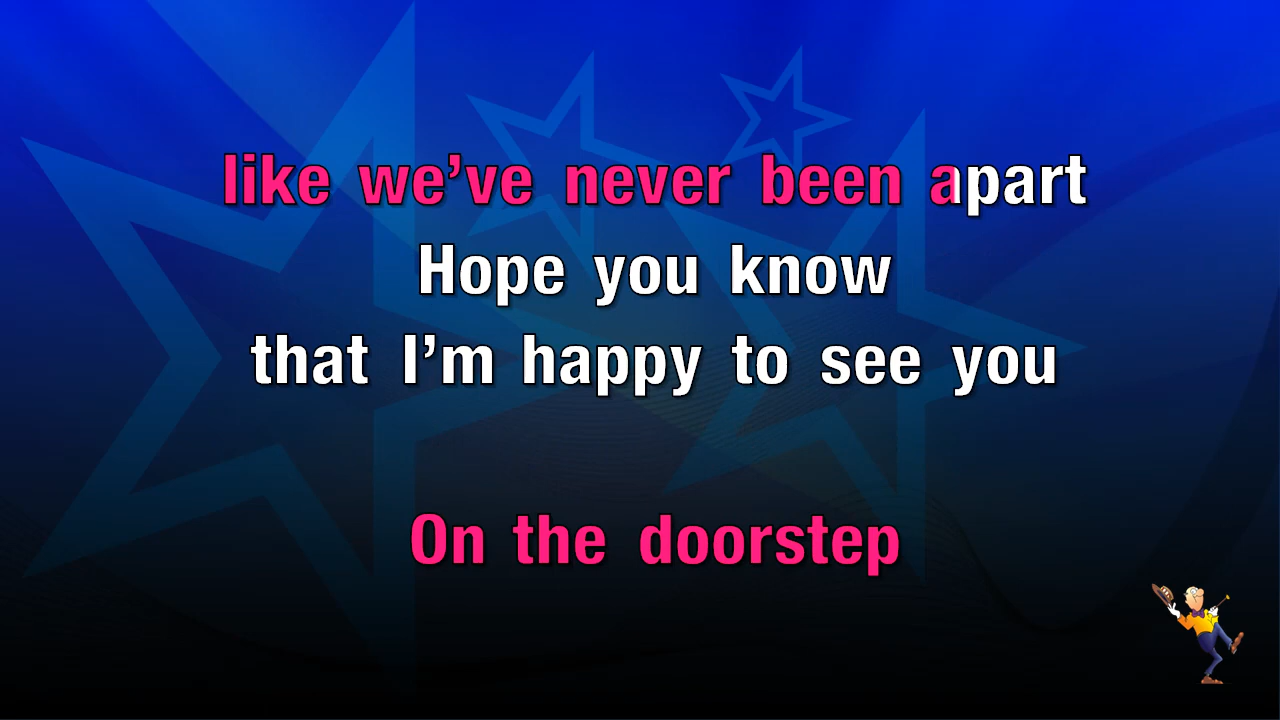 like we’ve never been apart
Hope you know
that I’m happy to see you
On the doorstep